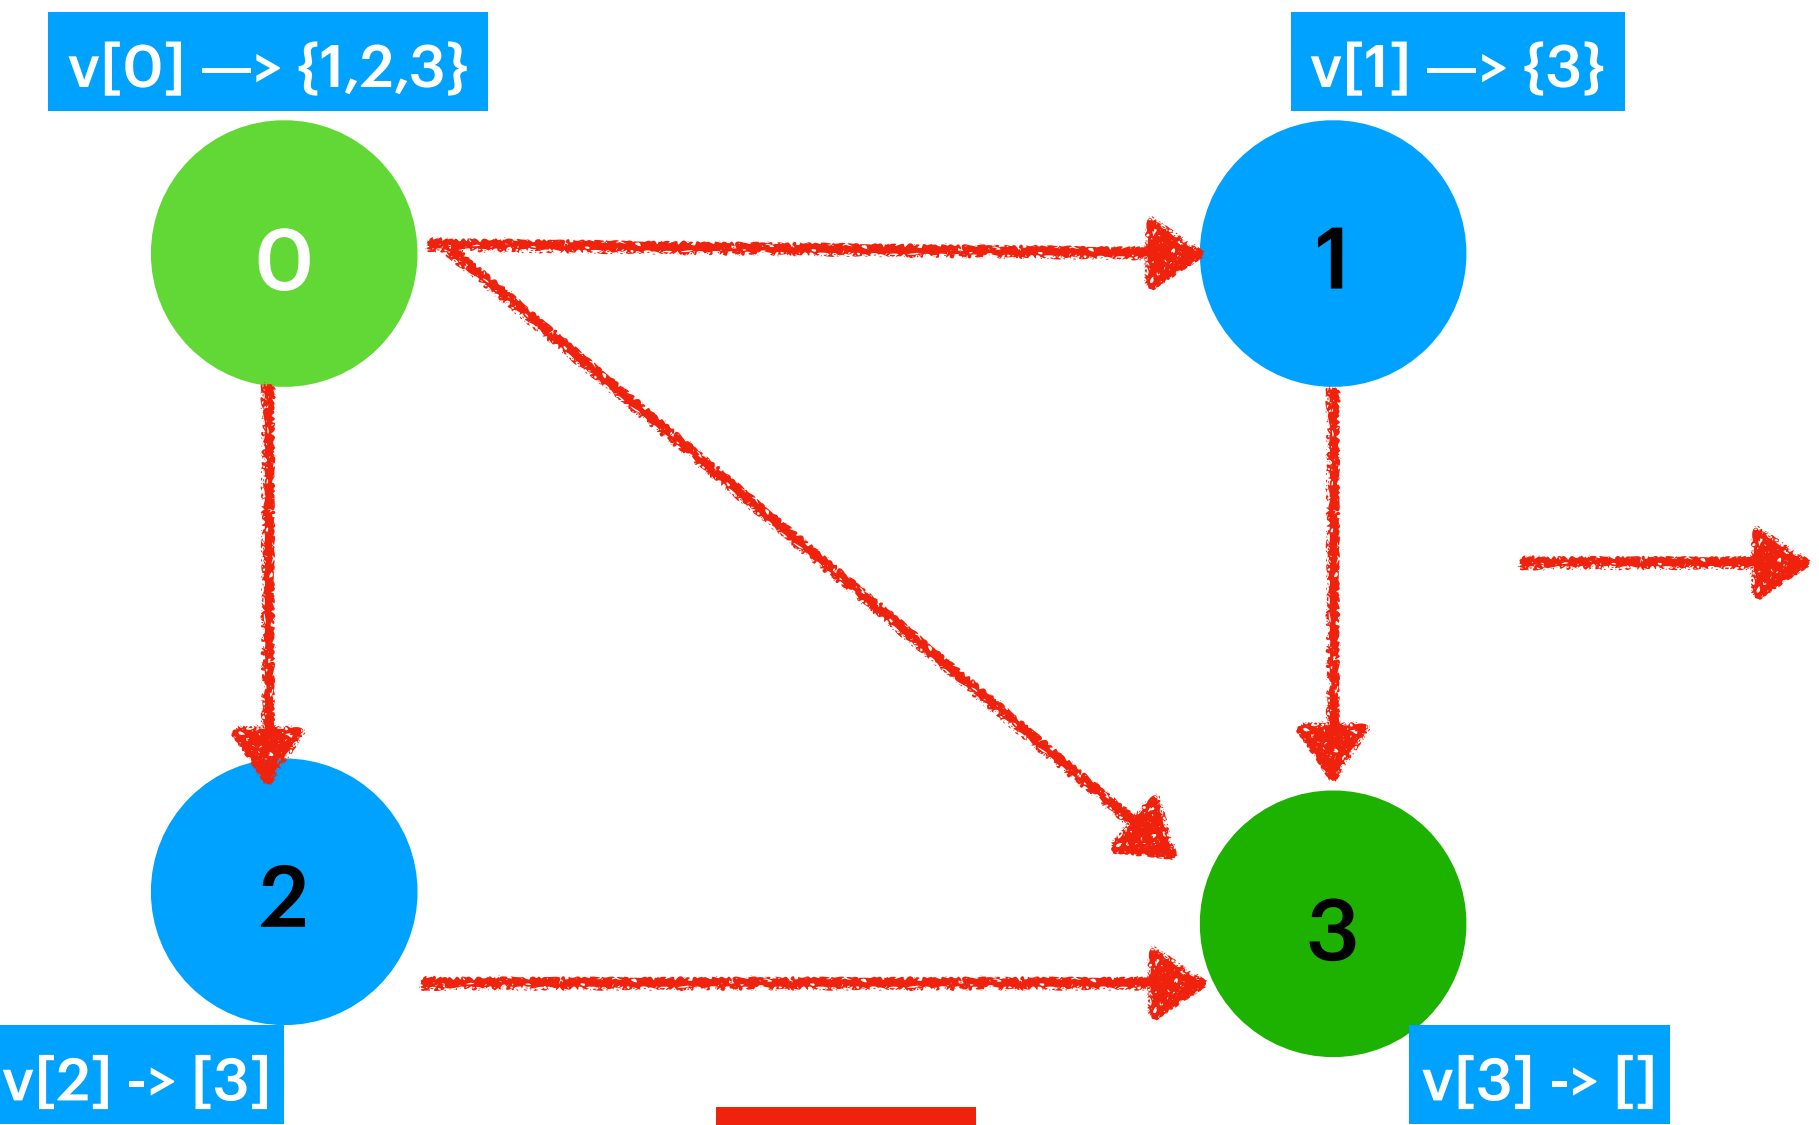 v[0] —> {1,2,3}
v[1] —> {3}
0
1
2
3
v[2] -> [3]
v[3] -> []